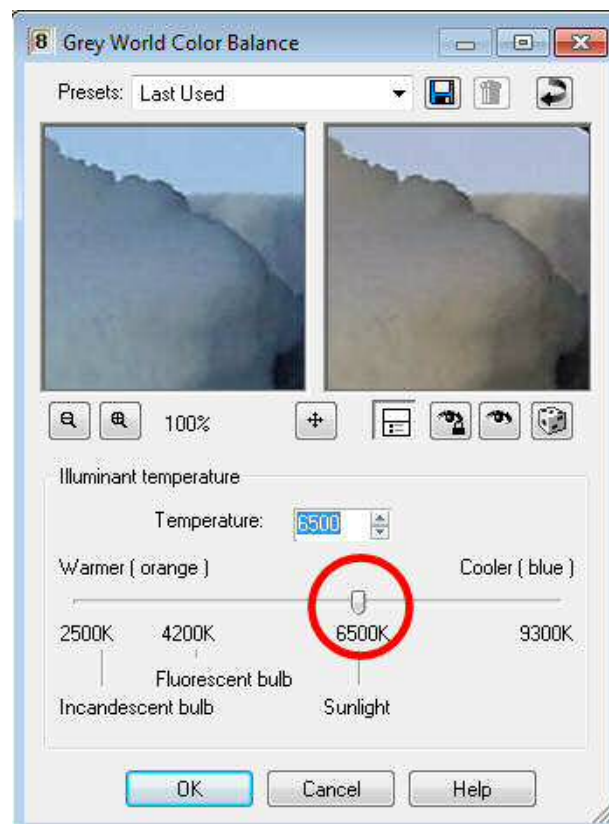 8 Grey World Color Balance
Presets: Last Used
100%
Illuminant temperature
Temperature: 6500
Warmer ( orange ) Cooler ( blue )
2500K 4200K 6500K 9300K
Fluorescent bulb
Incandescent bulb Sunlight
OK Cancel Help